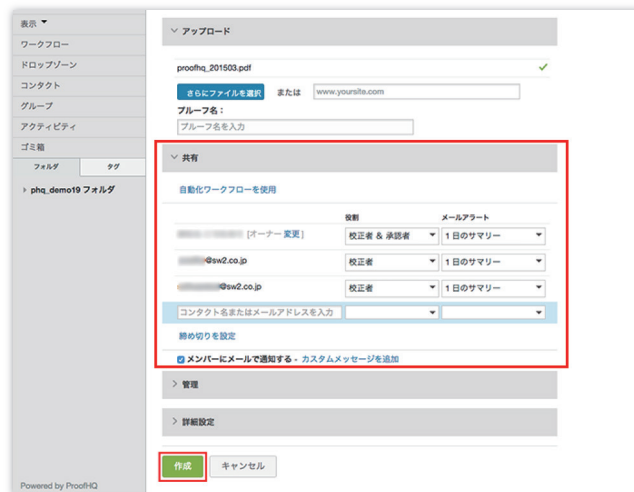 表示 ▼
ワークフロー
ドロップゾーン
コンタクト
グループ
アクティビティ
ゴミ箱
フォルダ タグ
phq_demo19 フォルダ
Powered by ProofHQ
アップロード
proofhq_201503.pdf
さらにファイルを選択 または www.yoursite.com
プルーフ名：
プルーフ名を入力
共有
自動化ワークフローを使用
役割 メールアラート
[オーナー 変更] 校正者 & 承認者 1 日のサマリー
@sw2.co.jp 校正者 1 日のサマリー
@sw2.co.jp 校正者 1 日のサマリー
コンタクト名またはメールアドレスを入力
締め切りを設定
メンバーにメールで通知する - カスタムメッセージを追加
管理
詳細設定
作成 キャンセル